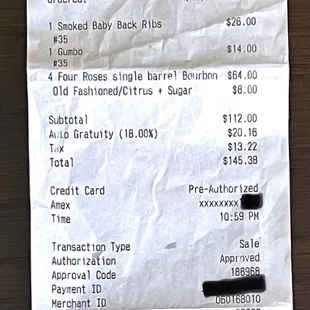 1 Smoked Baby Back Ribs $26.00
#35
1 Gumbo $14.00
#35
4 Four Roses single barrel Bourbon $64.00
Old Fashioned/Citrus + Sugar $8.00
Subtotal $112.00
Auto Gratuity (18.00%) $20.16
Tax $13.22
Total $145.38
Credit Card Pre-Authorized
Amex xxxxxxxx
Time 10:59 PM
Transaction Type Sale
Authorization Approved
Approval Code 186968
Payment ID
Merchant ID 060168010